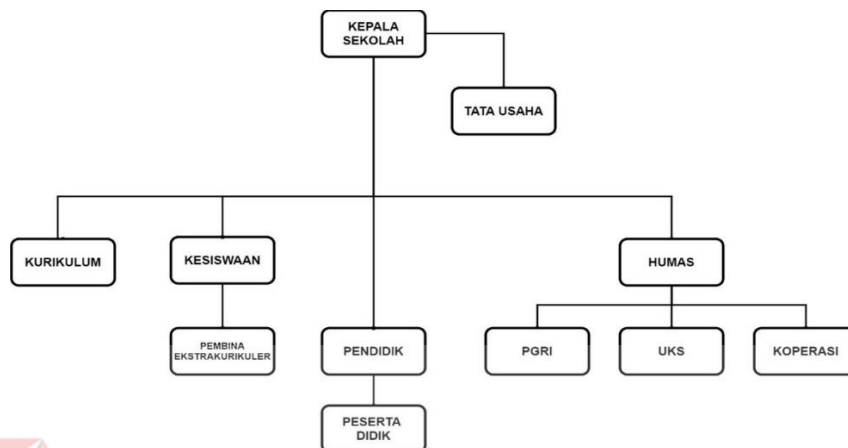 KEPALA
SEKOLAH
TATA USAHA
KURIKULUM
KESISWAAN
HUMAS
PEMBINA
EKSTRAKURIKULER
PENDIDIK
PGRI
UKS
KOPERASI
PESERTA
DIDIK